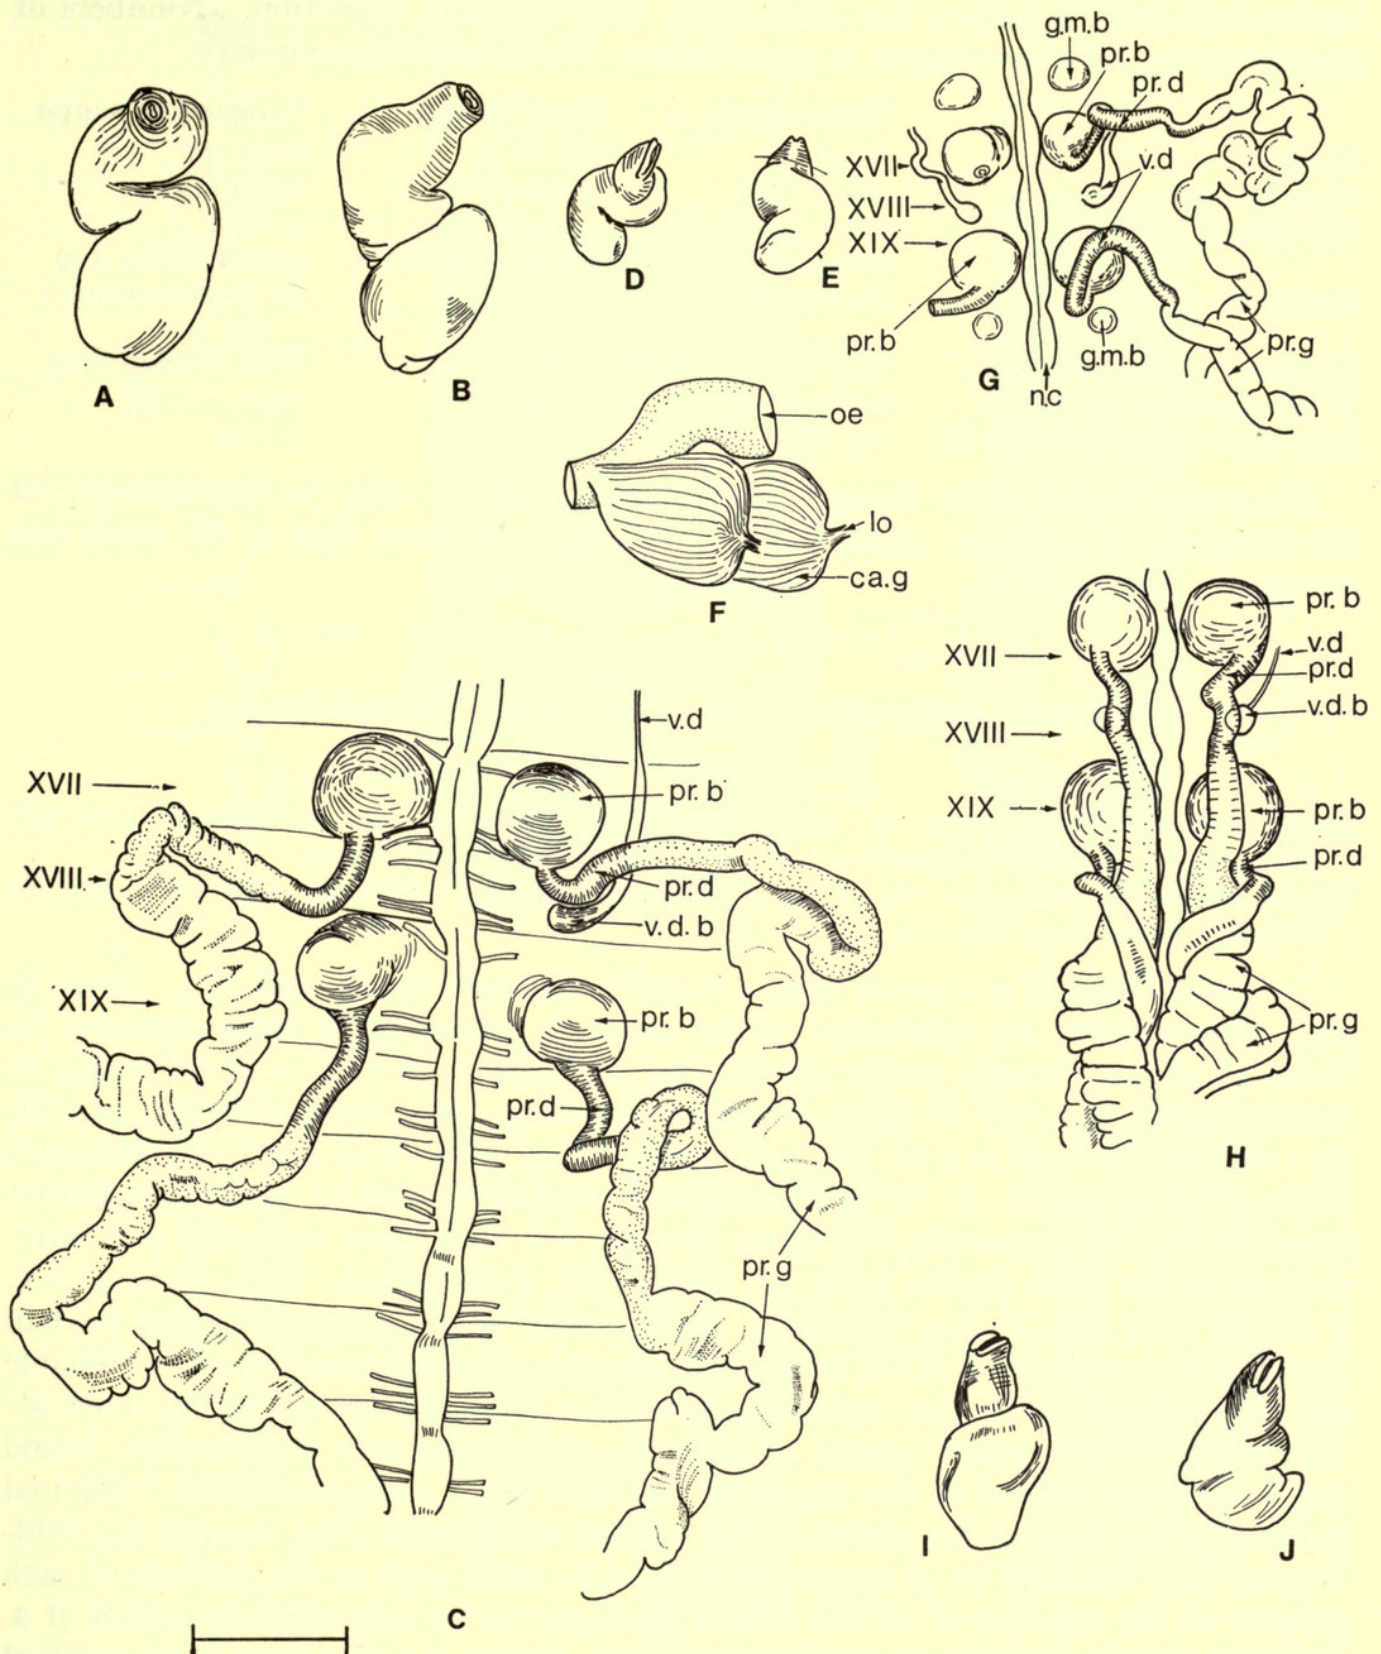 A
B
D
E
g.m.b
pr.b
pr.d
XVII
v.d
XVIII
XIX
pr.b
g.m.b
pr.g
G
n.c
oe
lo
ca.g
F
pr. b
XVII
v.d
pr.d
v.d. b
XVIII
XIX
pr.b
pr.d
pr.g
H
v.d
XVII
pr. b
XVIII
pr.d
v.d. b
XIX
pr. b
pr.d
pr. g
C
I
J